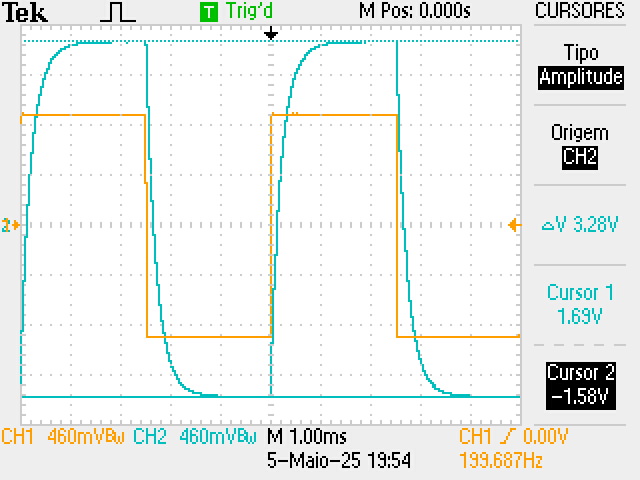 Tek T Trig'd M Pos: 0.000s CURSORES
Tipo
Amplitude
Origem
CH2
2
△V 3.28V
Cursor 1
1.69V
Cursor 2
-1.58V
CH1 460mVBw CH2 460mVBw M 1.00ms CH1 / 0.00V
5-Maio-25 19:54 199.687Hz